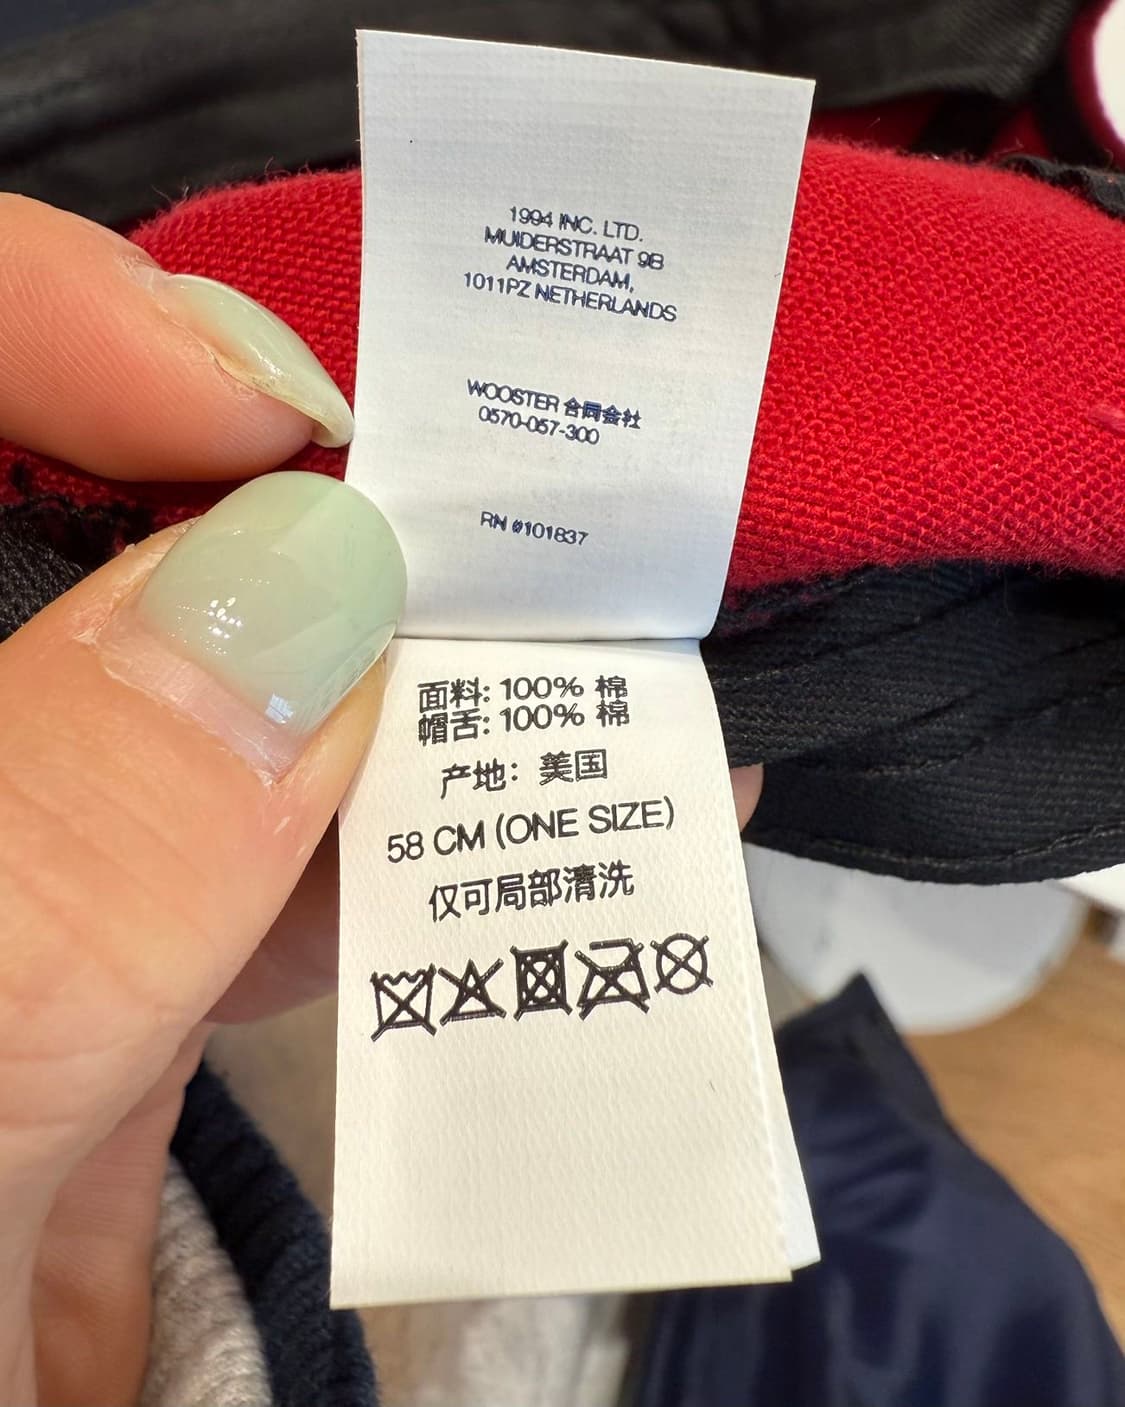 1994 INC. LTD.
MUIDERSTRAAT 9B
AMSTERDAM,
1011PZ NETHERLANDS
WOOSTER 合同会社
0570-057-300
RN #101837
面料: 100% 棉
帽舌: 100% 棉
产地: 美国
58 CM (ONE SIZE)
仅可局部清洗